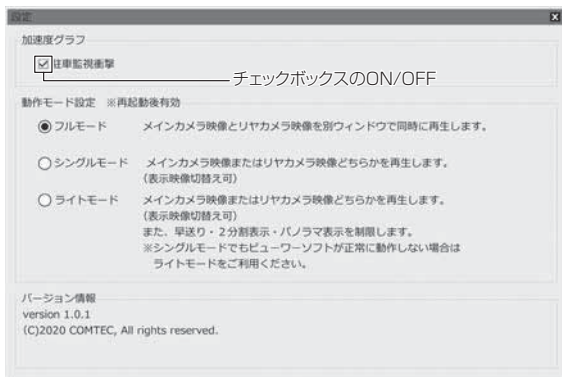 設定
加速度グラフ
駐車監視衝撃
チェックボックスのON/OFF
動作モード設定 ※再起動後有効
フルモード メインカメラ映像とリヤカメラ映像を別ウィンドウで同時に再生します。
シングルモード メインカメラ映像またはリヤカメラ映像どちらかを再生します。
(表示映像切替え可)
ライトモード メインカメラ映像またはリヤカメラ映像どちらかを再生します。
(表示映像切替え可)
また、早送り・2分割表示・パノラマ表示を制限します。
※シングルモードでもビューワーソフトが正常に動作しない場合は
ライトモードをご利用ください。
バージョン情報
version 1.0.1
(C)2020 COMTEC, All rights reserved.